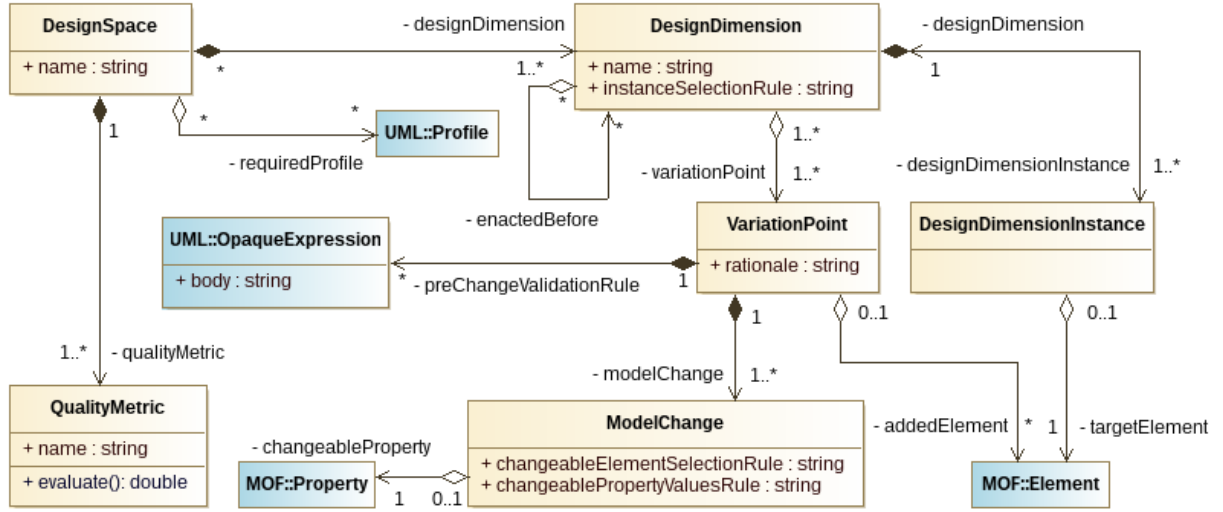 DesignSpace
+ name : string
- designDimension
*
1..*
DesignDimension
+ name : string
+ instanceSelectionRule : string
- designDimension
1
1
*
*
- requiredProfile
UML::Profile
*
*
- enactedBefore
1..*
- variationPoint
1..*
- designDimensionInstance
1..*
UML::OpaqueExpression
+ body : string
*
- preChangeValidationRule
1
VariationPoint
+ rationale : string
DesignDimensionInstance
1
0..1
0..1
1..*
- qualityMetric
- modelChange
1..*
QualityMetric
+ name : string
+ evaluate(): double
- changeableProperty
MOF::Property
1
0..1
ModelChange
+ changeableElementSelectionRule : string
+ changeablePropertyValuesRule : string
- addedElement
*
1
- targetElement
MOF::Element